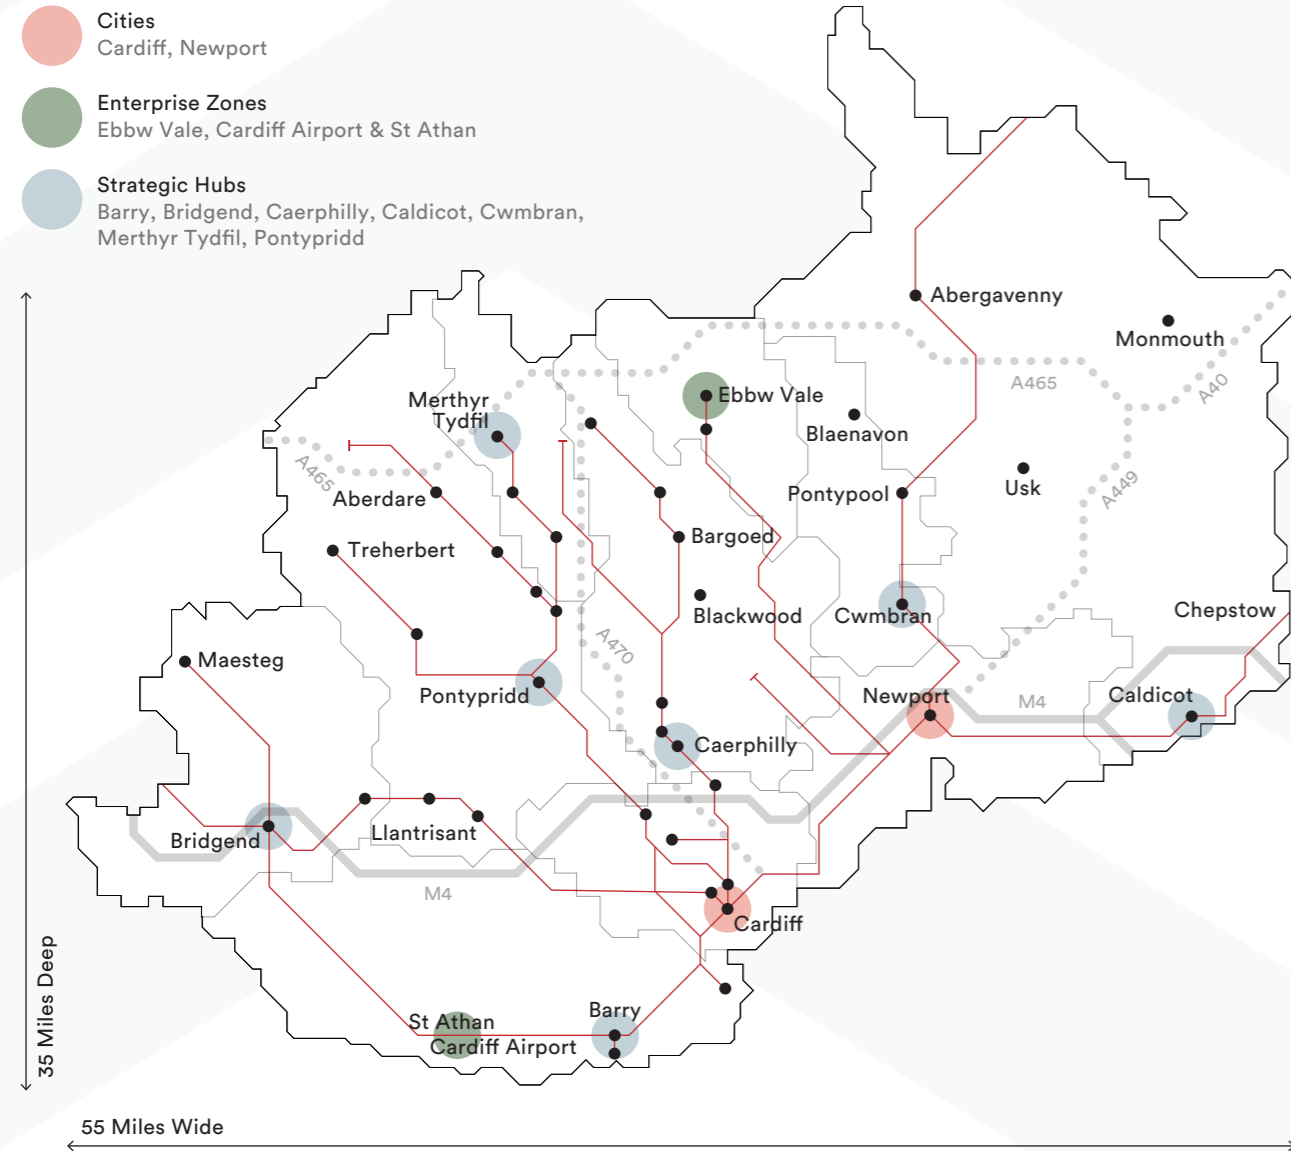 Cities
Cardiff, Newport
Enterprise Zones
Ebbw Vale, Cardiff Airport & St Athan
Strategic Hubs
Barry, Bridgend, Caerphilly, Caldicot, Cwmbran,
Merthyr Tydfil, Pontypridd
Abergavenny
Monmouth
A465
A40
Merthyr
Tydfil
Ebbw Vale
Blaenavon
A465
Aberdare
Pontypool
Usk
A449
Treherbert
Bargoed
Blackwood
Cwmbran
Chepstow
A470
Maesteg
Pontypridd
Newport
M4
Caldicot
Caerphilly
Bridgend
Llantrisant
M4
Cardiff
St Athan
Cardiff Airport
Barry
35 Miles Deep
55 Miles Wide